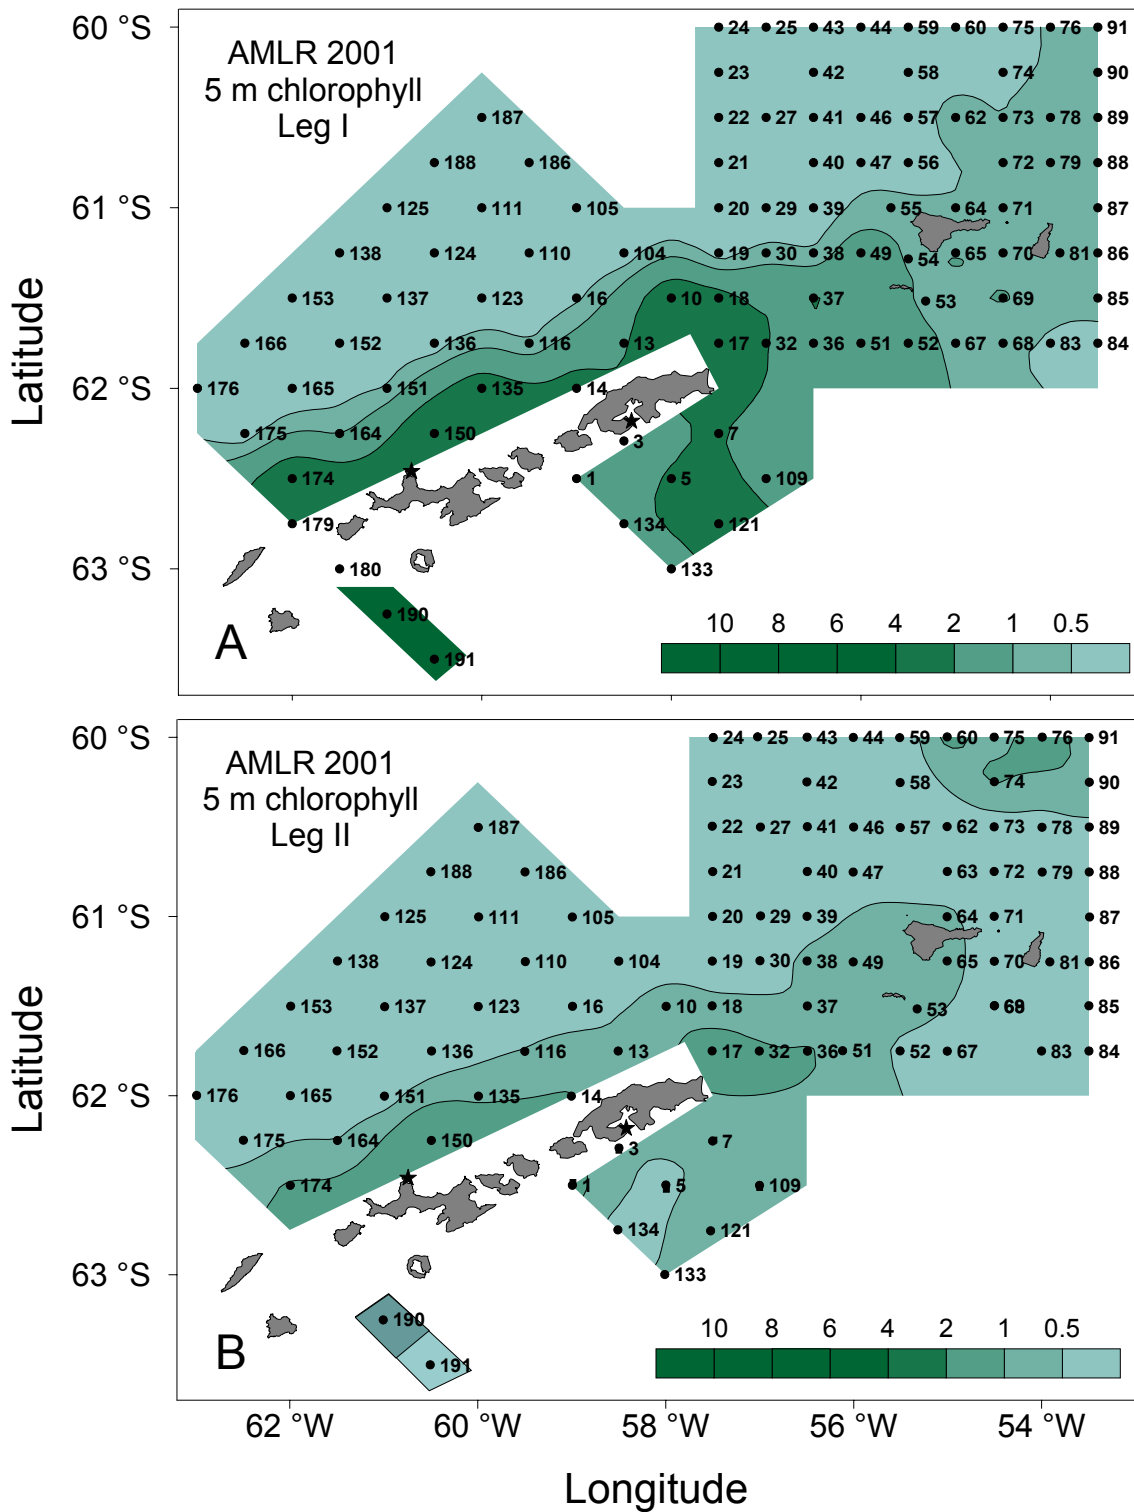 60 °S
24 25 43 44 59 60 75 76 91
AMLR 2001
5 m chlorophyll
Leg I
23 42 58 74 90
187 22 27 41 46 57 62 73 78 89
188 186 21 40 47 56 72 79 88
61 °S
125 111 105 20 29 39 55 64 71 87
138 124 110 104 19 30 38 49 54 65 70 81 86
153 137 123 16 10 18 37 53 69 85
166 152 136 116 13 17 32 36 51 52 67 68 83 84
62 °S
176 165 151 135 14
175 164 150 3 7
174 1 5 109
179 134 121
63 °S
180 133
190
191
A
10 8 6 4 2 1 0.5
Latitude
60 °S
24 25 43 44 59 60 75 76 91
AMLR 2001
5 m chlorophyll
Leg II
23 42 58 74 90
187 22 27 41 46 57 62 73 78 89
188 186 21 40 47 63 72 79 88
61 °S
125 111 105 20 29 39 64 71 87
138 124 110 104 19 30 38 49 65 70 81 86
153 137 123 16 10 18 37 53 85
166 152 136 116 13 17 32 36 51 52 67 83 84
62 °S
176 165 151 135 14
175 164 150 3 7
174 1 5 109
134 121
63 °S
133
190
191
B
10 8 6 4 2 1 0.5
Latitude
62 °W 60 °W 58 °W 56 °W 54 °W
Longitude